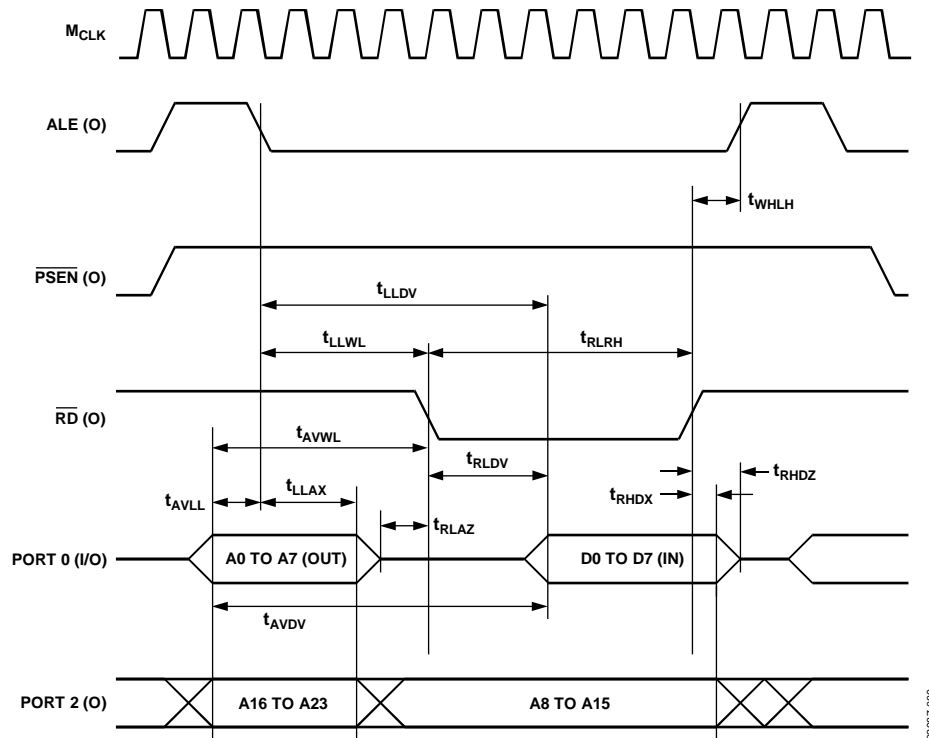 MCLK
ALE (O)
tWHLH
PSEN (O)
tLLDV
tLLWL
tRLRH
RD (O)
tAVWL
tRLDV
tRHDZ
tAVLL
tLLAX
tRHDX
tRLAZ
PORT 0 (I/O)
A0 TO A7 (OUT)
D0 TO D7 (IN)
tAVDV
PORT 2 (O)
A16 TO A23
A8 TO A15